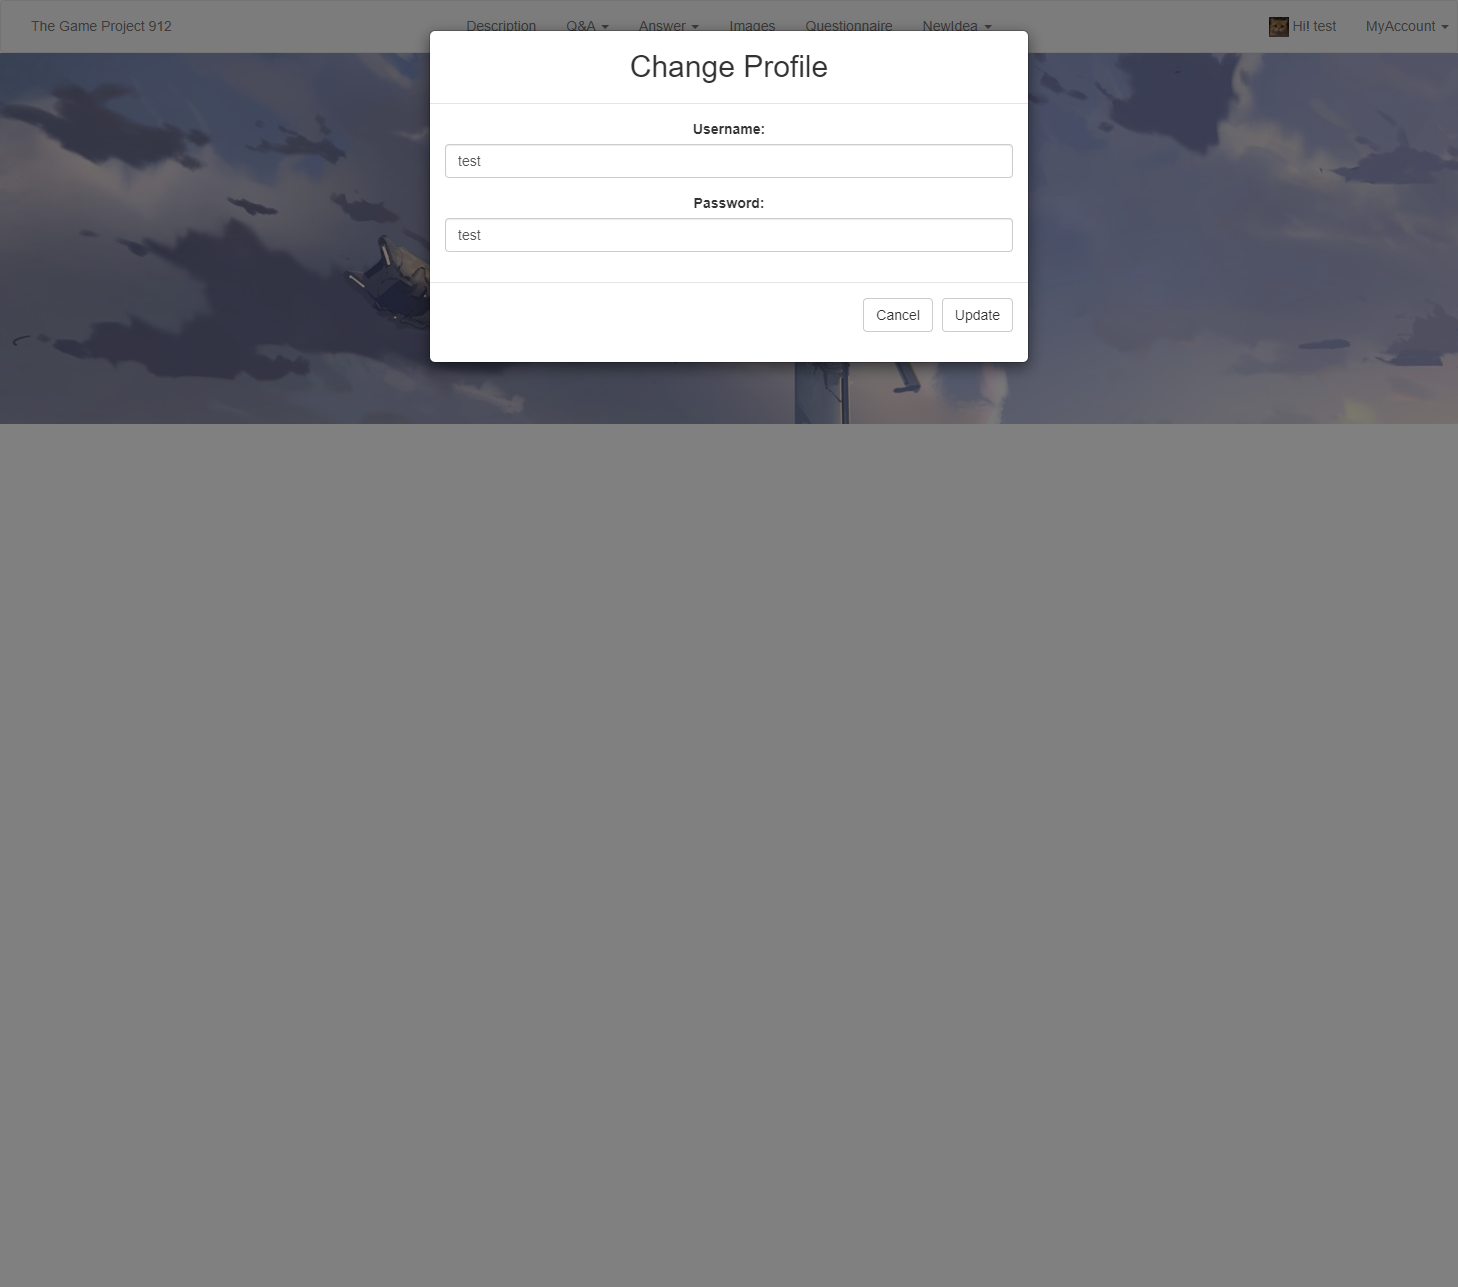 The Game Project 912
Description
Q&A
Answer
Images
Questionnaire
NewIdea
Hi! test
MyAccount
Change Profile
Username:
test
Password:
test
Cancel
Update